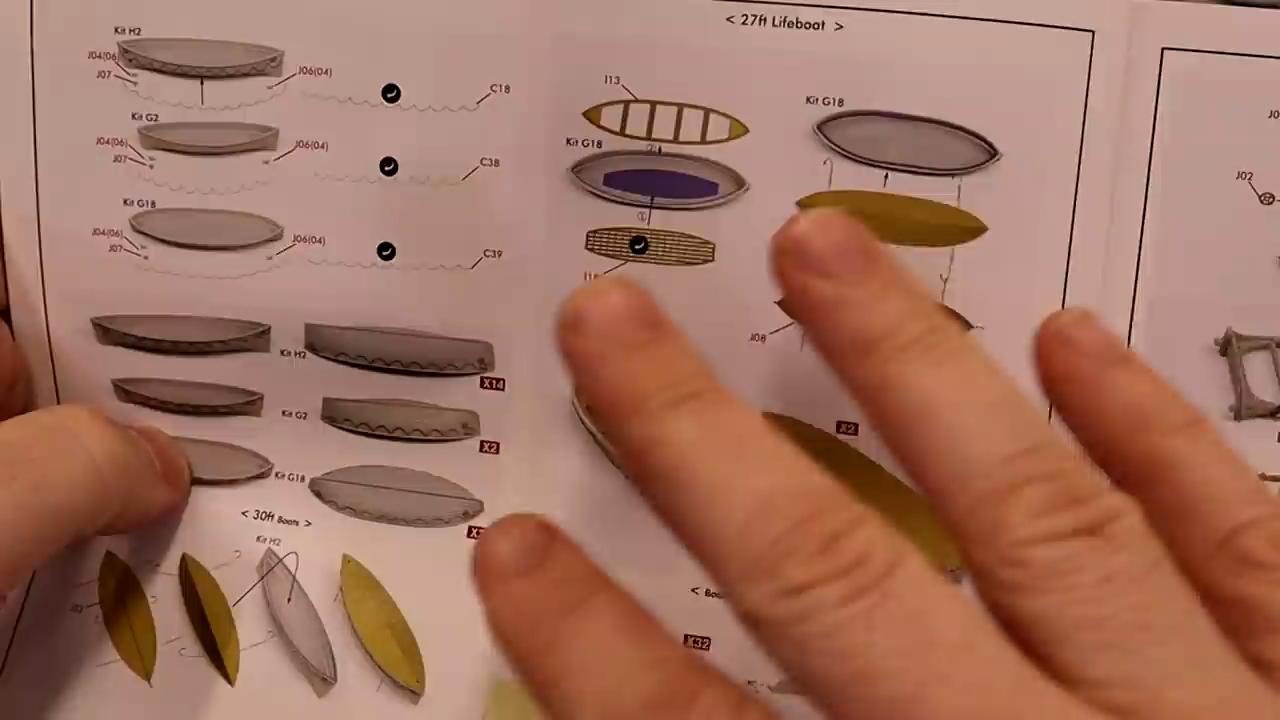 Kit H2
J04(06)
J07
J06(04)
C18
Kit G2
J04(06)
J07
J06(04)
C38
Kit G18
J04(06)
J07
J06(04)
C39
Kit H2
X14
Kit G2
X2
Kit G18
< 30ft Boats >
Kit H2
< 27ft Lifeboat >
I13
Kit G18
②
①
Kit G18
J08
X2
X32
J02